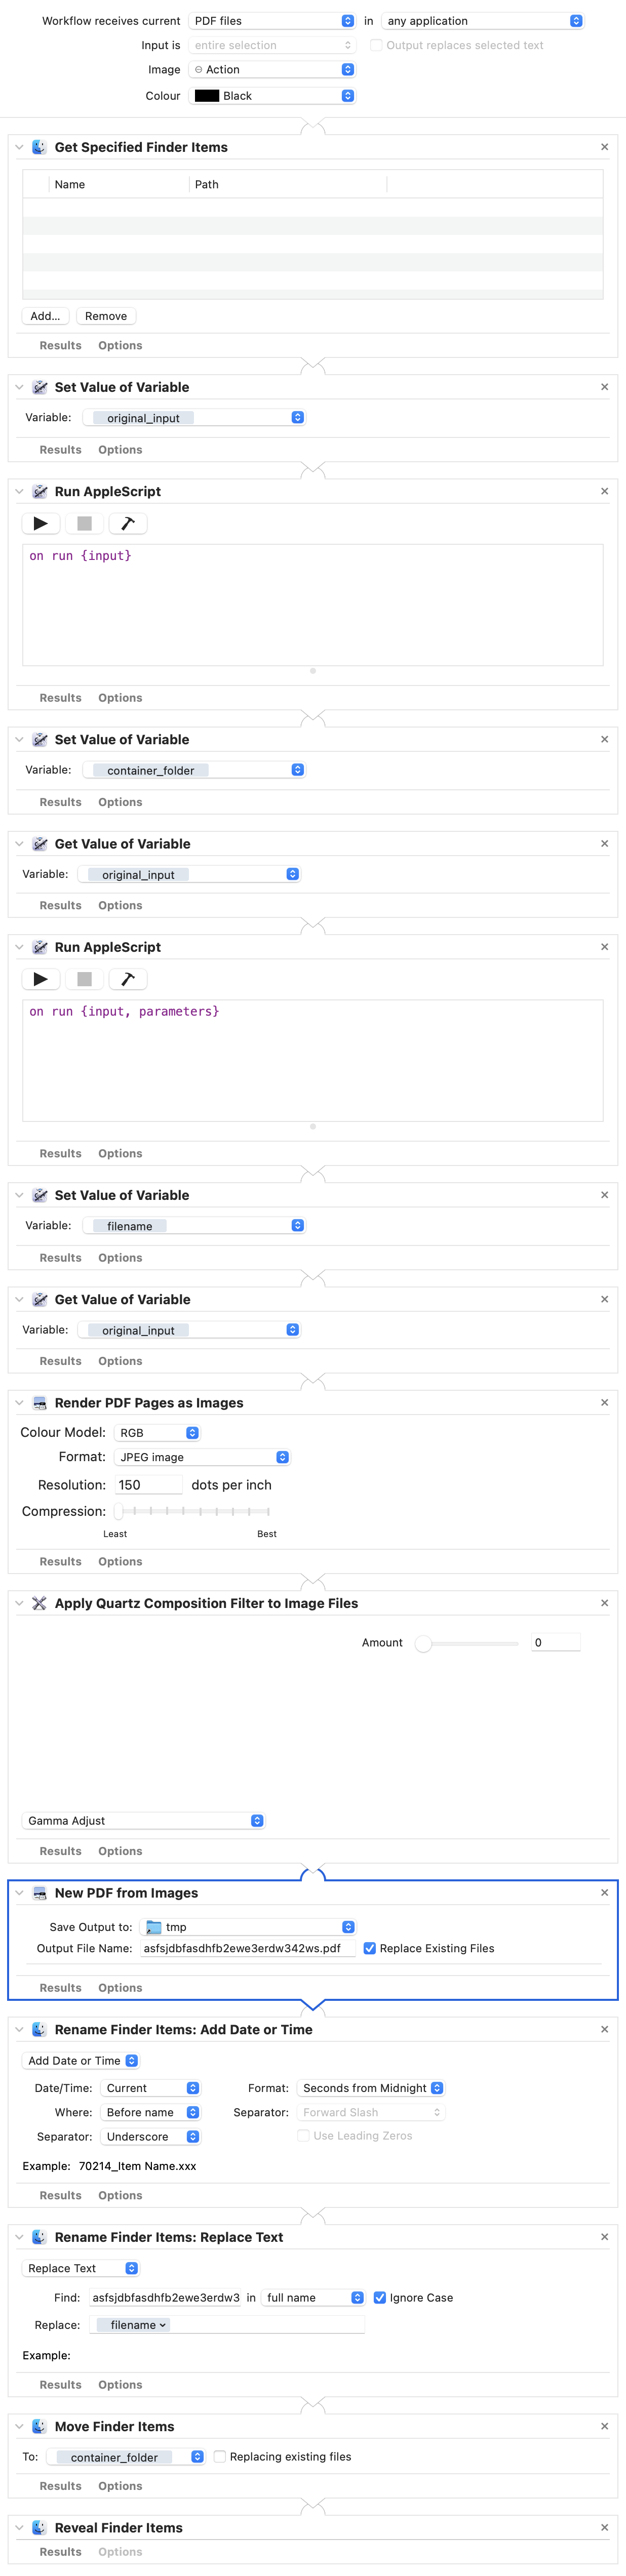 Workflow receives current PDF files in any application
Input is entire selection Output replaces selected text
Image Action
Colour Black
Get Specified Finder Items
Name Path
Add... Remove
Results Options
Set Value of Variable
Variable: original_input
Results Options
Run AppleScript
on run {input}
Results Options
Set Value of Variable
Variable: container_folder
Results Options
Get Value of Variable
Variable: original_input
Results Options
Run AppleScript
on run {input, parameters}
Results Options
Set Value of Variable
Variable: filename
Results Options
Get Value of Variable
Variable: original_input
Results Options
Render PDF Pages as Images
Colour Model: RGB
Format: JPEG image
Resolution: 150 dots per inch
Compression:
Least Best
Results Options
Apply Quartz Composition Filter to Image Files
Amount 0
Gamma Adjust
Results Options
New PDF from Images
Save Output to: tmp
Output File Name: asfsjdbfasdhfb2ewe3erdw342ws.pdf Replace Existing Files
Results Options
Rename Finder Items: Add Date or Time
Add Date or Time
Date/Time: Current Format: Seconds from Midnight
Where: Before name Separator: Forward Slash
Separator: Underscore Use Leading Zeros
Example: 70214_Item Name.xxx
Results Options
Rename Finder Items: Replace Text
Replace Text
Find: asfsjdbfasdhfb2ewe3erdw3 in full name Ignore Case
Replace: filename
Example:
Results Options
Move Finder Items
To: container_folder Replacing existing files
Results Options
Reveal Finder Items
Results Options